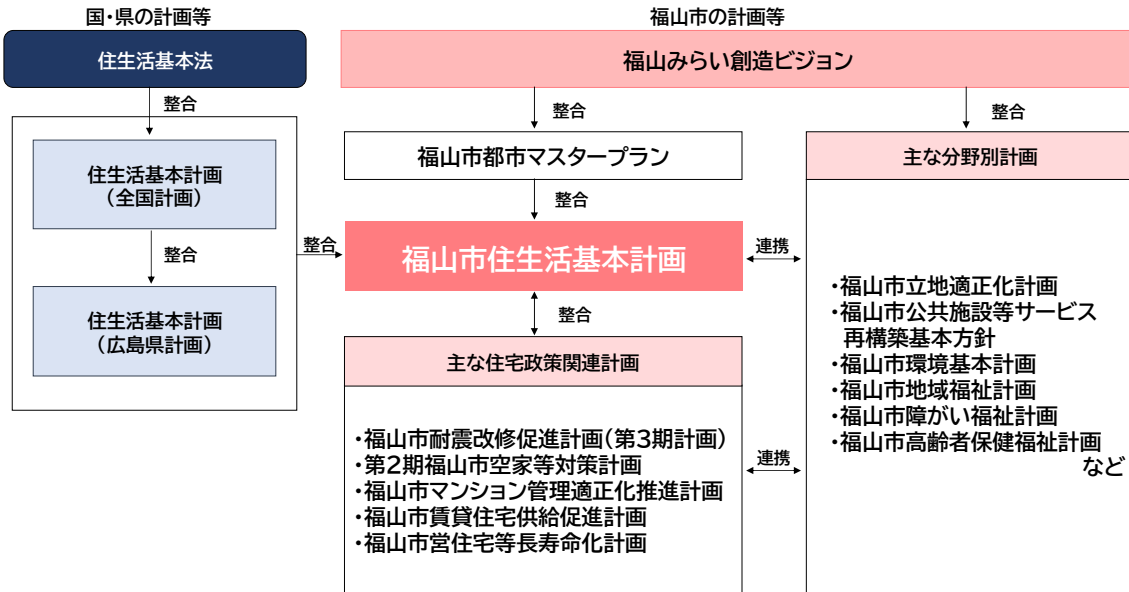 国・県の計画等
住生活基本法
整合
住生活基本計画
（全国計画）
整合
住生活基本計画
（広島県計画）
整合
福山市の計画等
福山みらい創造ビジョン
整合
整合
福山市都市マスタープラン
整合
福山市住生活基本計画
連携
整合
主な住宅政策関連計画
・福山市耐震改修促進計画（第3期計画）
・第2期福山市空家等対策計画
・福山市マンション管理適正化推進計画
・福山市賃貸住宅供給促進計画
・福山市営住宅等長寿命化計画
連携
主な分野別計画
・福山市立地適正化計画
・福山市公共施設等サービス
再構築基本方針
・福山市環境基本計画
・福山市地域福祉計画
・福山市障がい福祉計画
・福山市高齢者保健福祉計画
など